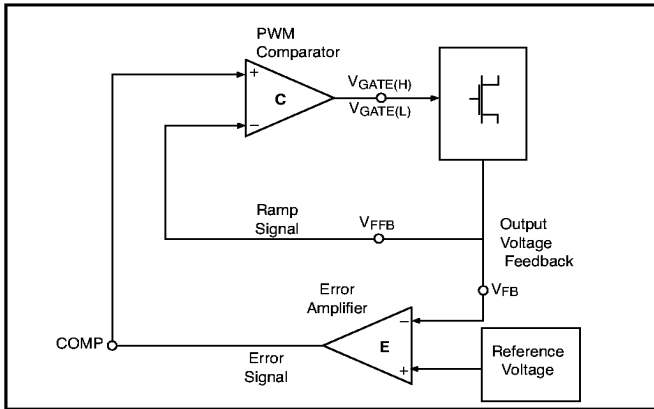 PWM
Comparator
+
C
−
VGATE(H)
VGATE(L)
Ramp
Signal
VFFB
Output
Voltage
Feedback
VFB
Error
Amplifier
−
E
+
COMP
Error
Signal
Reference
Voltage